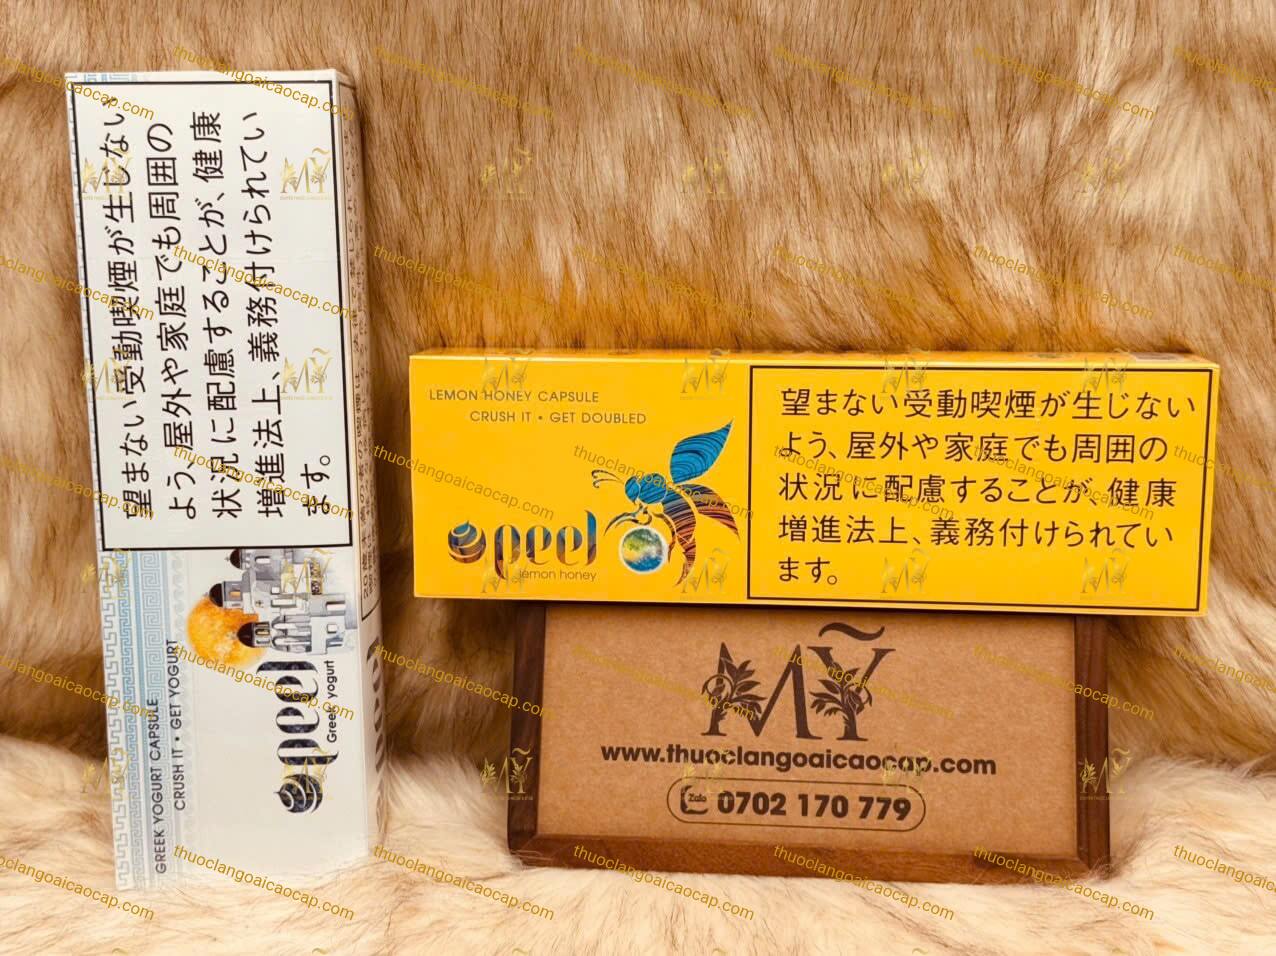 望まない受動喫煙が生じない
よう、屋外や家庭でも周囲の
状況に配慮することが、健康
増進法上、義務付けられてい
ます。
GREEK YOGURT CAPSULE
CRUSH IT • GET YOGURT
peel
Greek yogurt
LEMON HONEY CAPSULE
CRUSH IT • GET DOUBLED
peel
lemon honey
望まない受動喫煙が生じない
よう、屋外や家庭でも周囲の
状況に配慮することが、健康
増進法上、義務付けられてい
ます。
MỸ
www.thuoclangoaicaocap.com
Zalo 0702 170 779
thuoclangoaicaocap.com